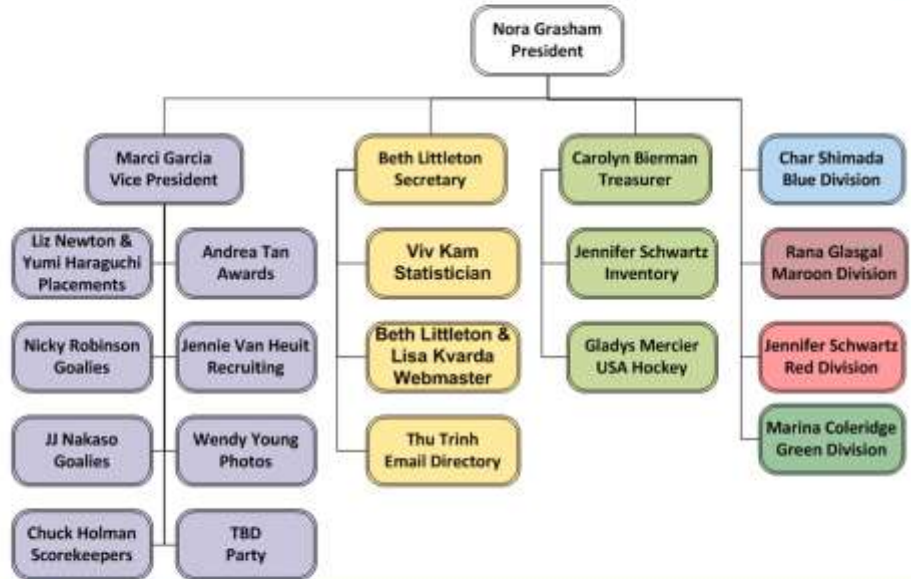 Nora Grasham
President
Marci Garcia
Vice President
Beth Littleton
Secretary
Carolyn Bierman
Treasurer
Char Shimada
Blue Division
Liz Newton &
Yumi Haraguchi
Placements
Andrea Tan
Awards
Viv Kam
Statistician
Jennifer Schwartz
Inventory
Rana Glasgal
Maroon Division
Nicky Robinson
Goalies
Jennie Van Heuit
Recruiting
Beth Littleton &
Lisa Kvarda
Webmaster
Gladys Mercier
USA Hockey
Jennifer Schwartz
Red Division
JJ Nakaso
Goalies
Wendy Young
Photos
Thu Trinh
Email Directory
Marina Coleridge
Green Division
Chuck Holman
Scorekeepers
TBD
Party